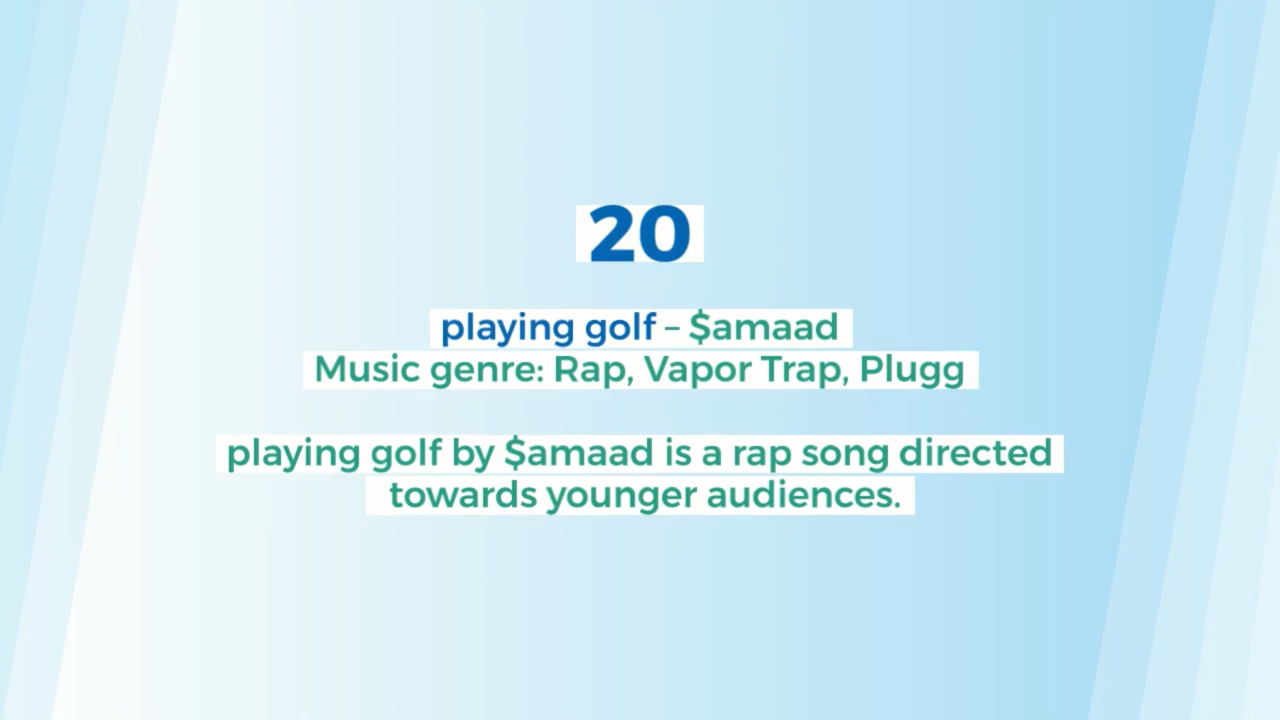 20
playing golf – $amaad
Music genre: Rap, Vapor Trap, Plugg
playing golf by $amaad is a rap song directed
towards younger audiences.